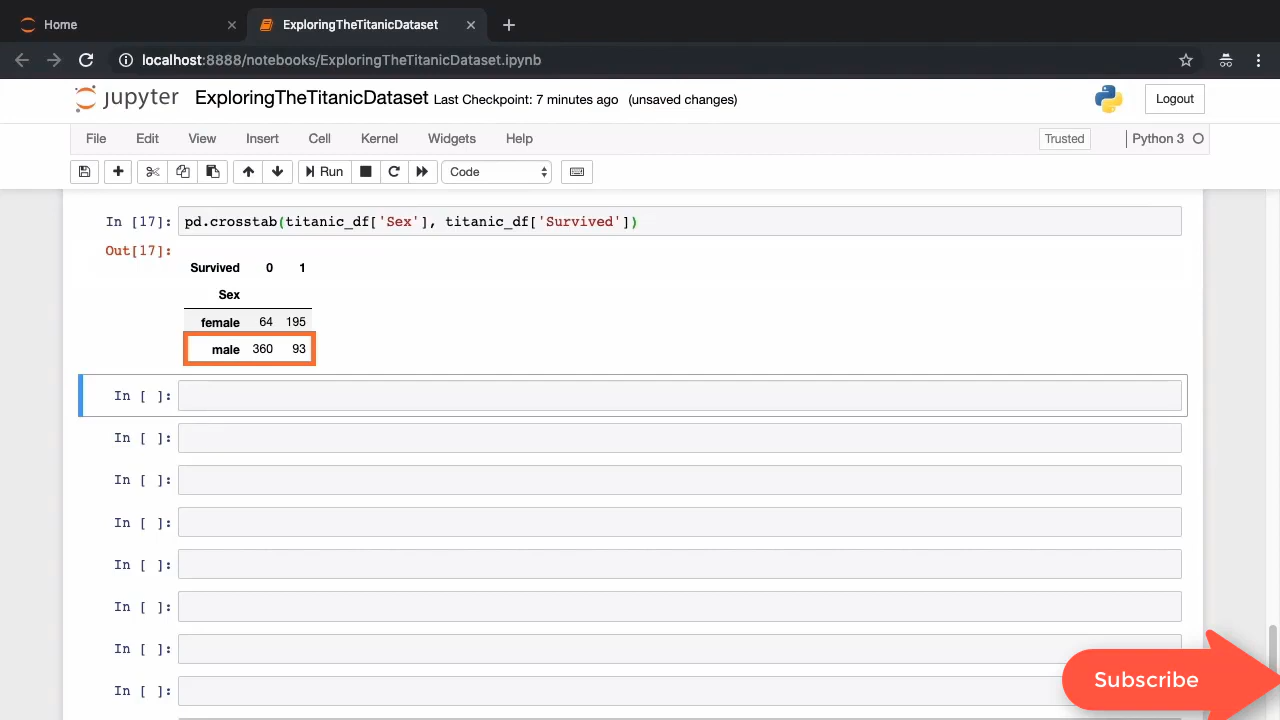 Home
ExploringTheTitanicDataset
localhost:8888/notebooks/ExploringTheTitanicDataset.ipynb
jupyter ExploringTheTitanicDataset Last Checkpoint: 7 minutes ago (unsaved changes)
Logout
File Edit View Insert Cell Kernel Widgets Help
Trusted
Python 3
Run
Code
In [17]: pd.crosstab(titanic_df['Sex'], titanic_df['Survived'])
Out[17]:
Survived 0 1
Sex
female 64 195
male 360 93
In [ ]:
In [ ]:
In [ ]:
In [ ]:
In [ ]:
In [ ]:
In [ ]:
Subscribe
In [ ]: